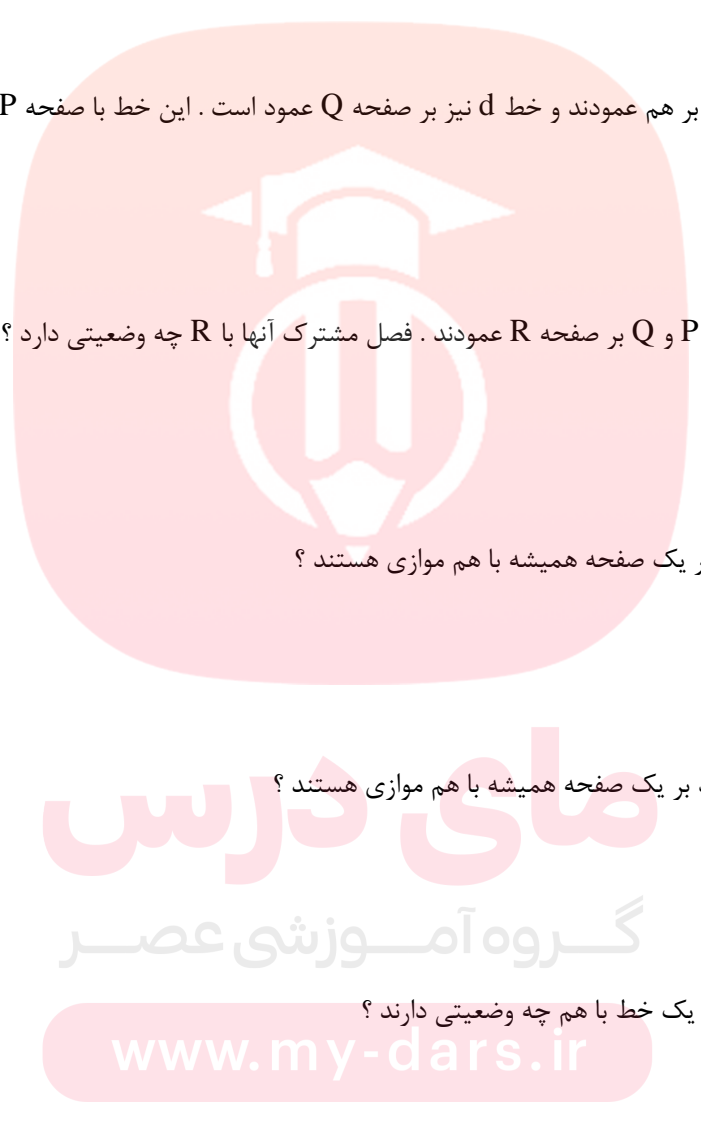 بر هم عمودند و خط d نیز بر صفحه Q عمود است . این خط با صفحه P
P و Q بر صفحه R عمودند . فصل مشترک آنها با R چه وضعیتی دارد ؟
یک صفحه همیشه با هم موازی هستند ؟
بر یک صفحه همیشه با هم موازی هستند ؟
یک خط با هم چه وضعیتی دارند ؟
مای درس
گروه آموزشی عصر
www.my-dars.ir